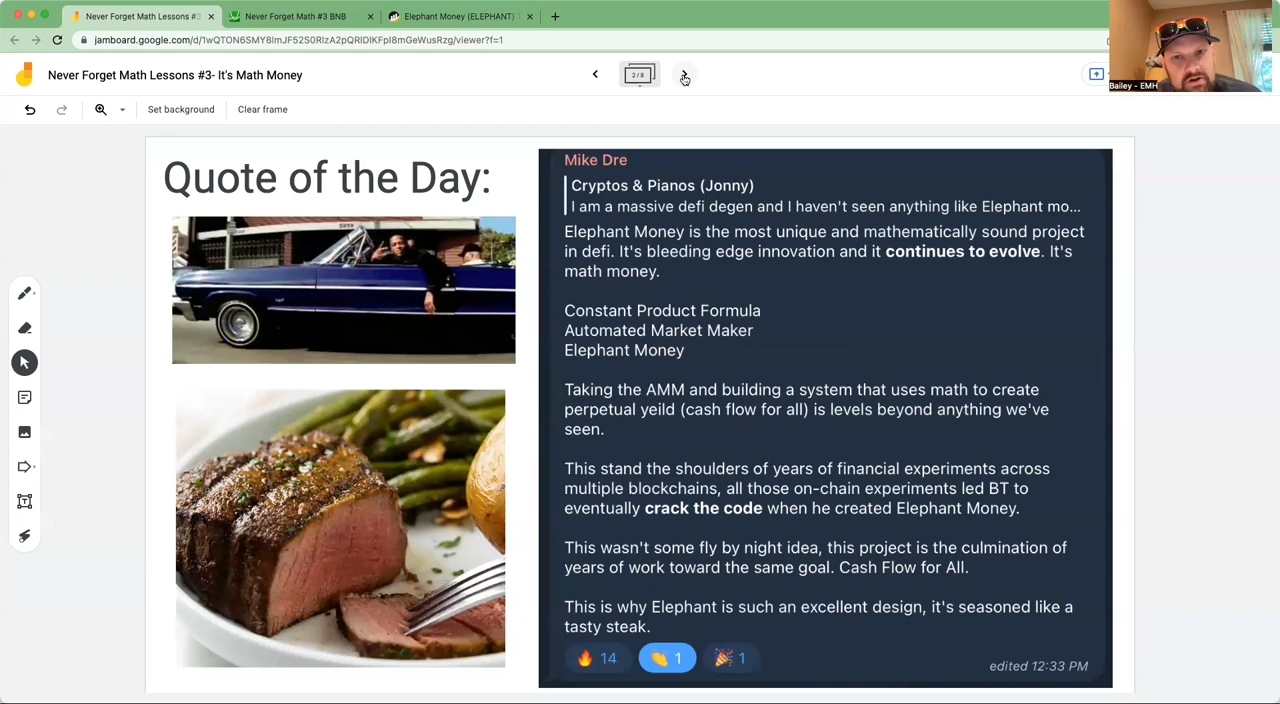 Never Forget Math Lessons #3
Never Forget Math #3 BNB
Elephant Money (ELEPHANT)
jamboard.google.com/d/1wQTON6SMY8lmJF52S0RlzA2pQRIDIKFpI8mGeWusRzg/viewer?f=1
Never Forget Math Lessons #3- It's Math Money
2/8
Set background
Clear frame
Bailey - EMH
Quote of the Day:
Mike Dre
Cryptos & Pianos (Jonny)
I am a massive defi degen and I haven't seen anything like Elephant mo...
Elephant Money is the most unique and mathematically sound project
in defi. It's bleeding edge innovation and it continues to evolve. It's
math money.
Constant Product Formula
Automated Market Maker
Elephant Money
Taking the AMM and building a system that uses math to create
perpetual yeild (cash flow for all) is levels beyond anything we've
seen.
This stand the shoulders of years of financial experiments across
multiple blockchains, all those on-chain experiments led BT to
eventually crack the code when he created Elephant Money.
This wasn't some fly by night idea, this project is the culmination of
years of work toward the same goal. Cash Flow for All.
This is why Elephant is such an excellent design, it's seasoned like a
tasty steak.
14
1
1
edited 12:33 PM